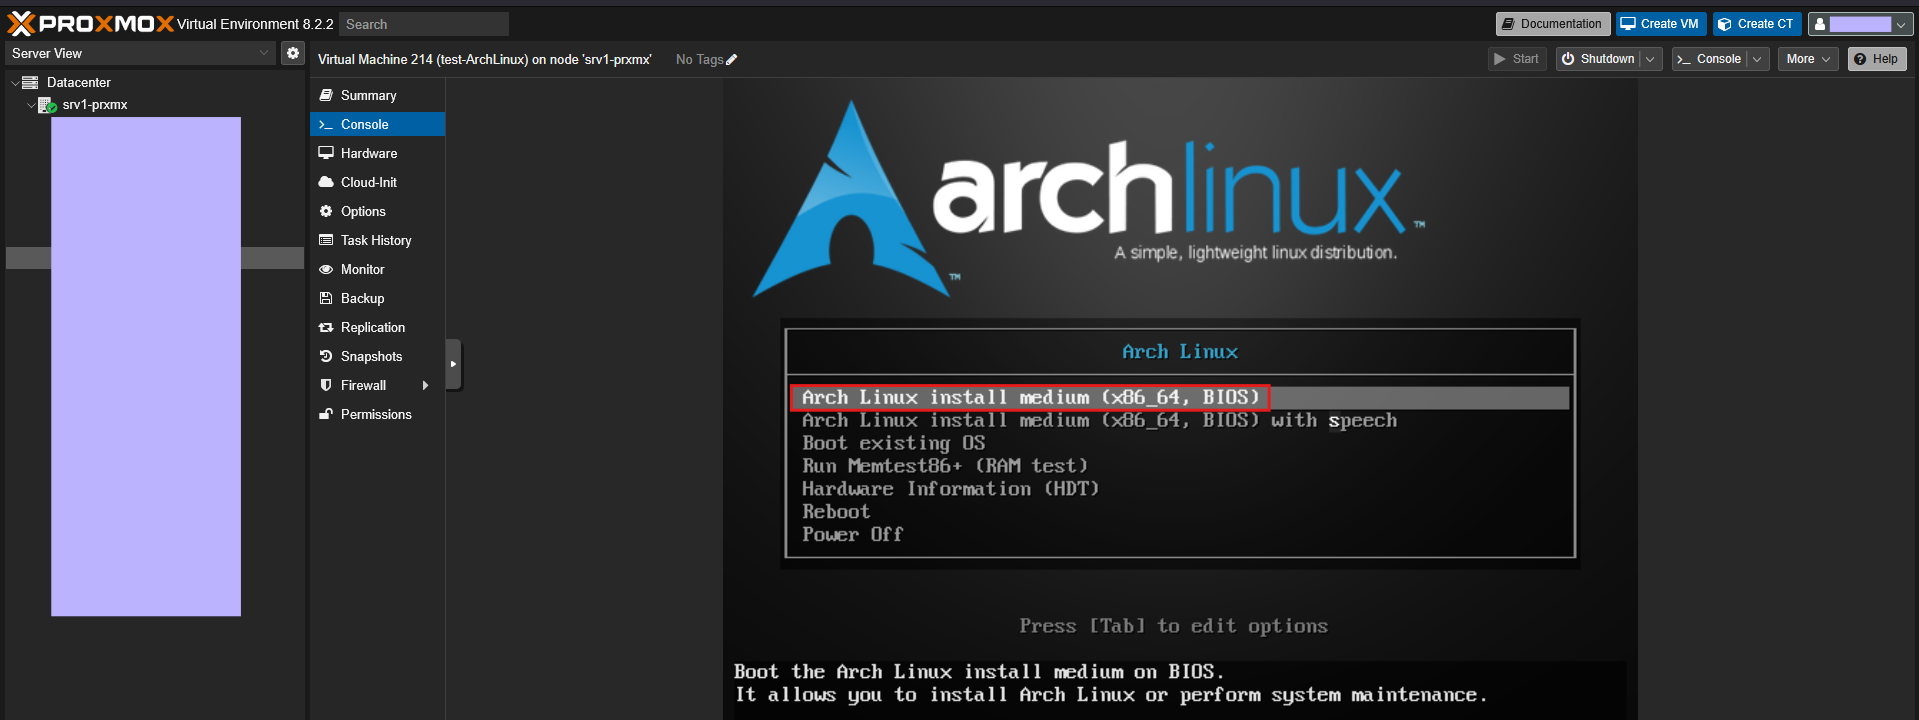 PROXMOX Virtual Environment 8.2.2 Search Documentation Create VM Create CT
Server View
Datacenter
srv1-prxmx
Virtual Machine 214 (test-ArchLinux) on node 'srv1-prxmx' No Tags Start Shutdown Console More Help
Summary
Console
Hardware
Cloud-Init
Options
Task History
Monitor
Backup
Replication
Snapshots
Firewall
Permissions
archlinux™
A simple, lightweight linux distribution.
™
Arch Linux
Arch Linux install medium (x86_64, BIOS)
Arch Linux install medium (x86_64, BIOS) with speech
Boot existing OS
Run Memtest86+ (RAM test)
Hardware Information (HDT)
Reboot
Power Off
Press [Tab] to edit options
Boot the Arch Linux install medium on BIOS.
It allows you to install Arch Linux or perform system maintenance.